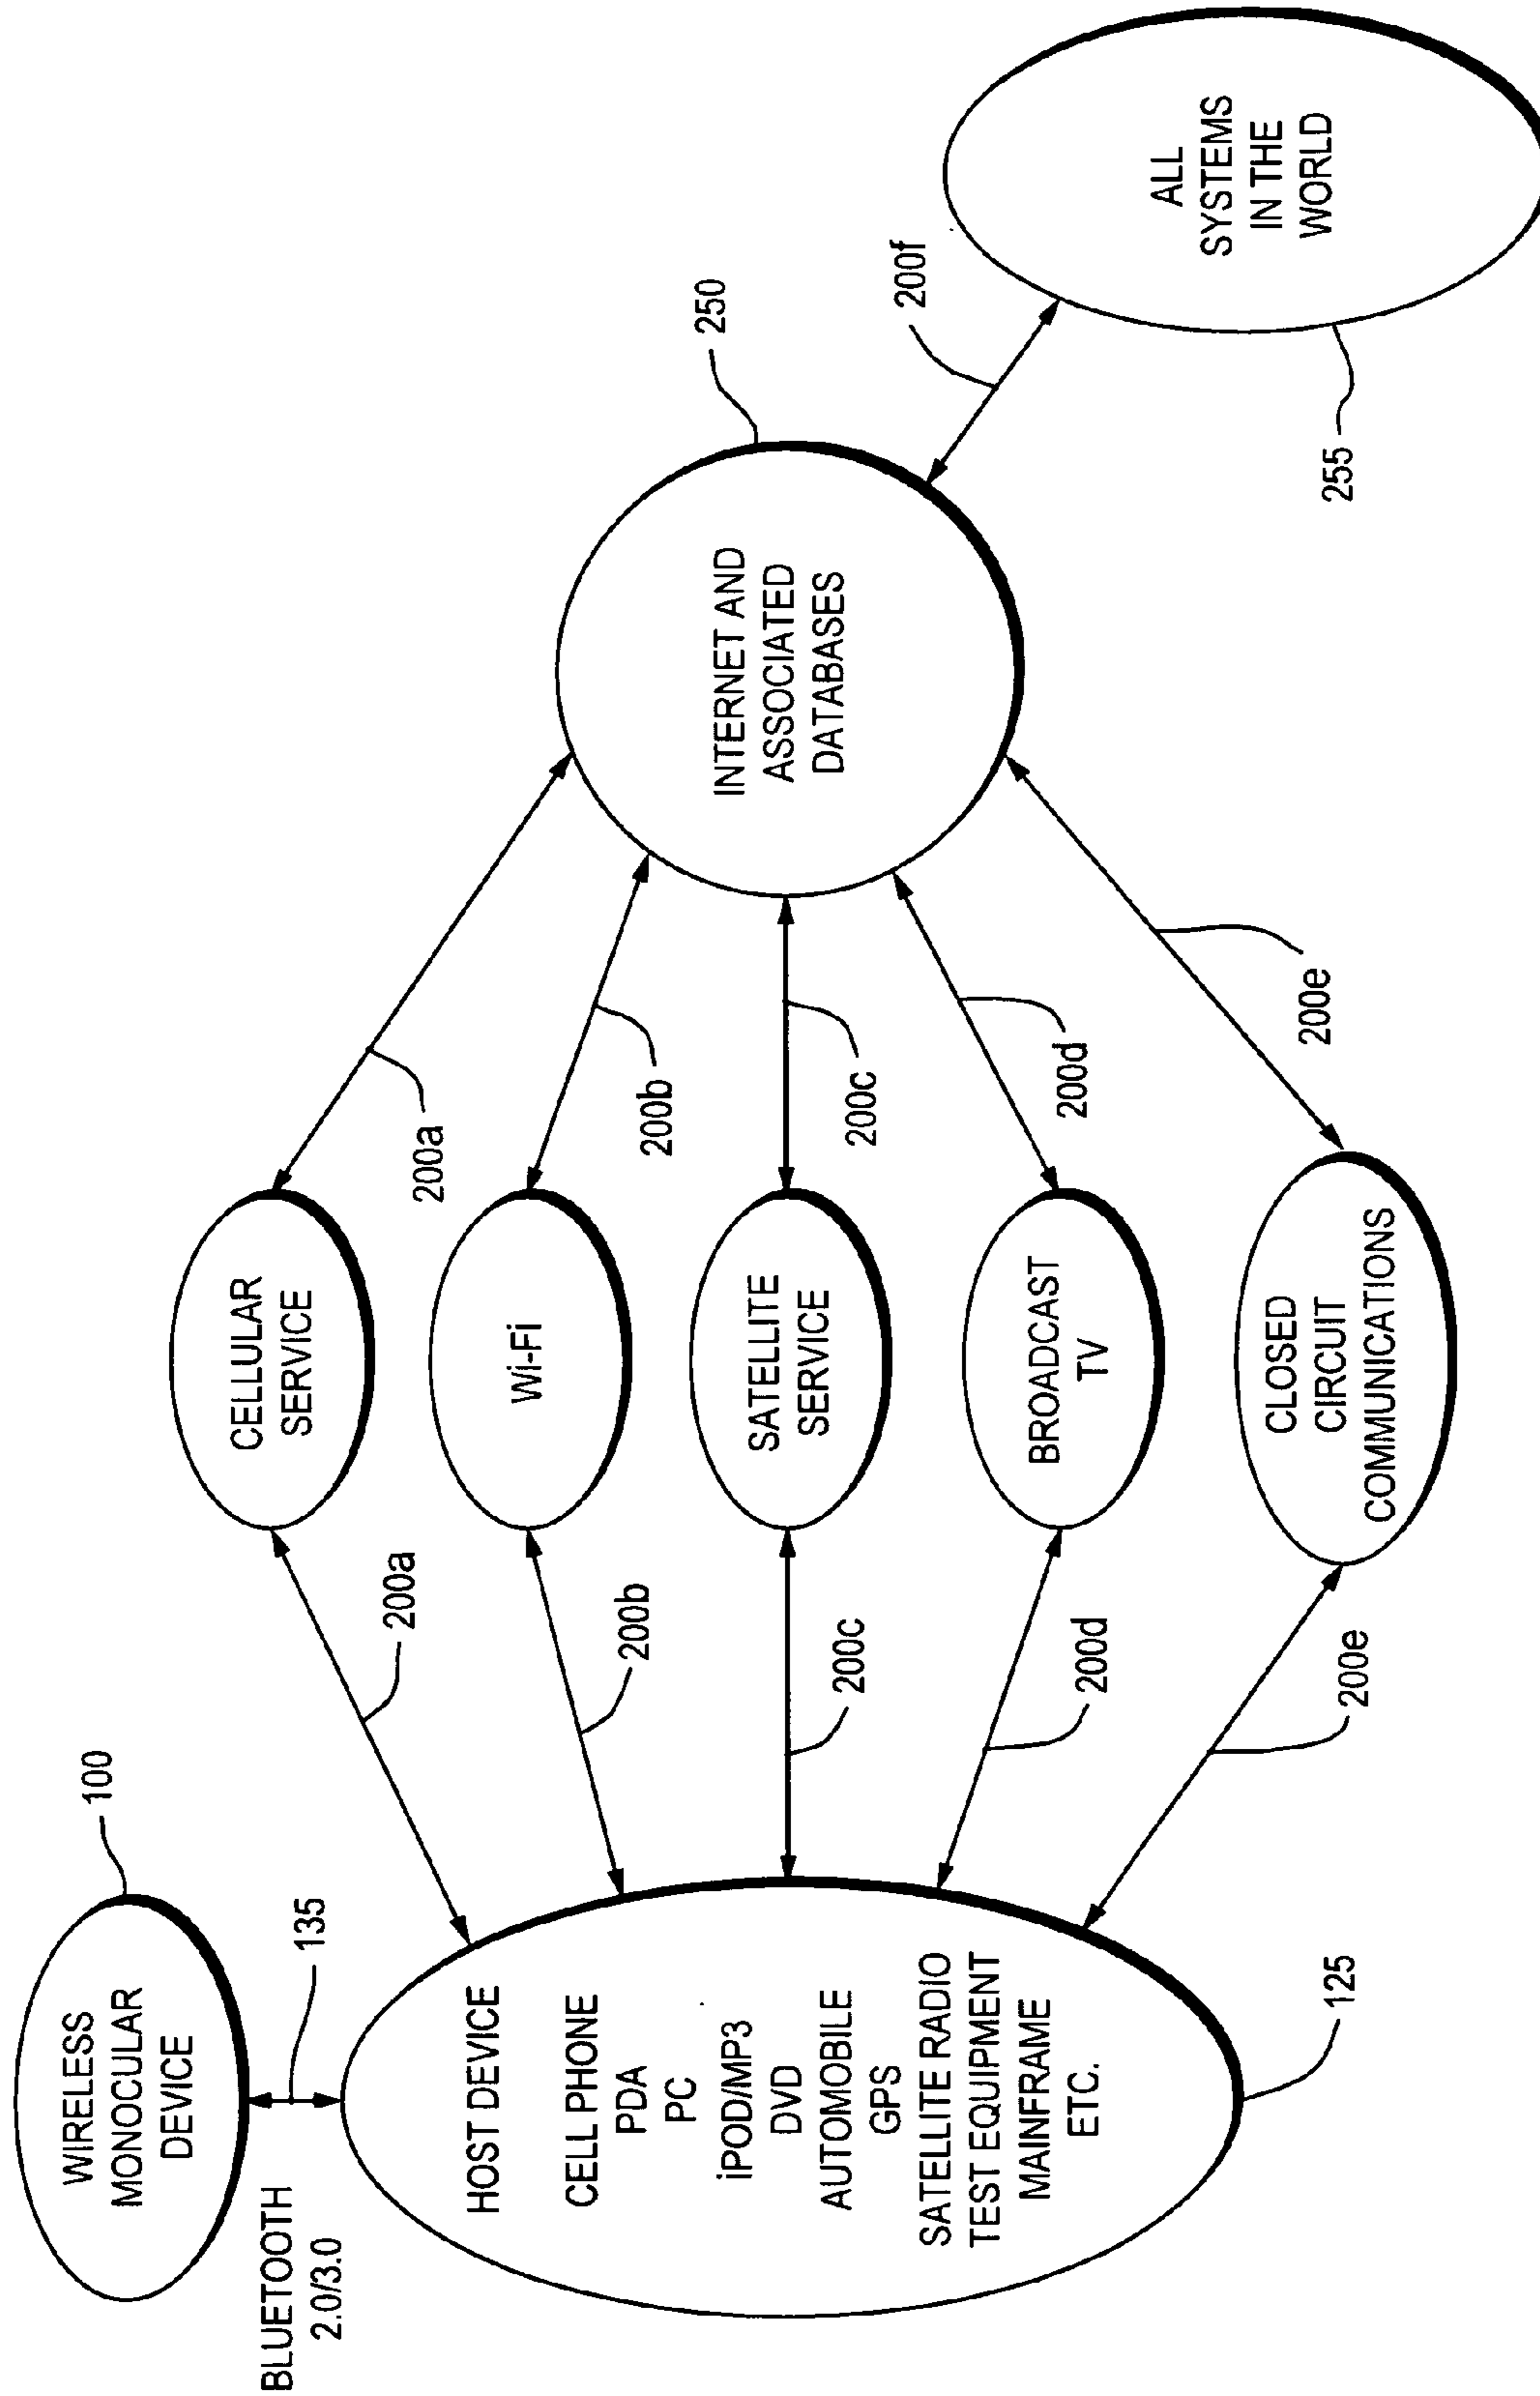 WIRELESS
MONOCULAR
DEVICE
100
BLUETOOTH
2.0/3.0
135
HOST DEVICE
CELL PHONE
PDA
PC
iPOD/MP3
DVD
AUTOMOBILE
GPS
SATELLITE RADIO
TEST EQUIPMENT
MAINFRAME
ETC.
125
200a
200b
200c
200d
200e
CELLULAR
SERVICE
Wi-Fi
SATELLITE
SERVICE
BROADCAST
TV
CLOSED
CIRCUIT
COMMUNICATIONS
200a
200b
200c
200d
200e
INTERNET AND
ASSOCIATED
DATABASES
250
200f
ALL
SYSTEMS
IN THE
WORLD
255